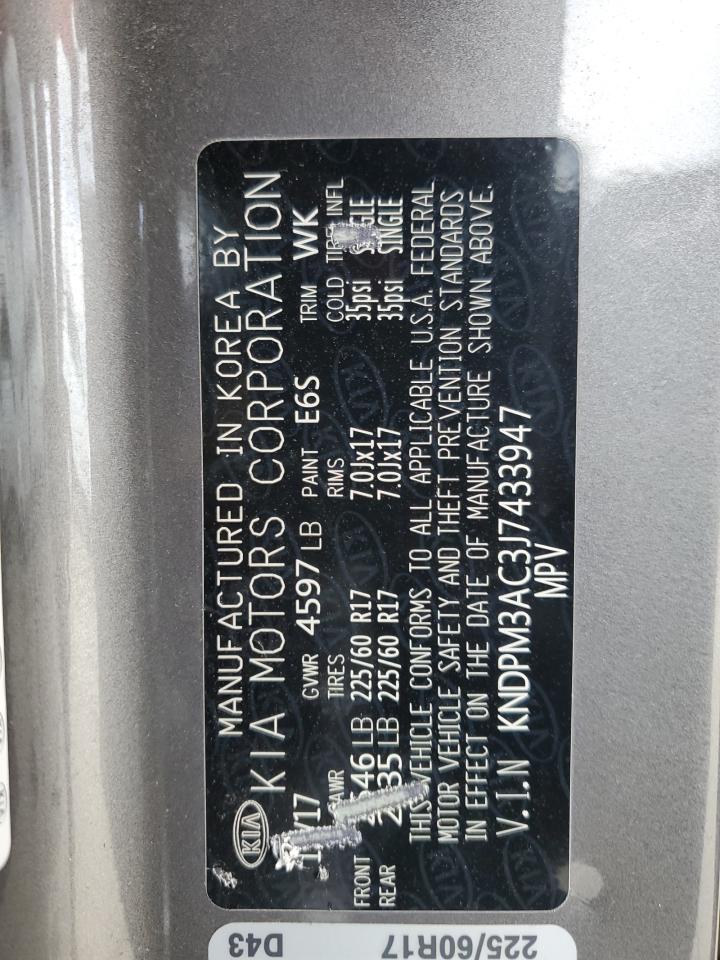 MANUFACTURED IN KOREA BY
KIA KIA MOTORS CORPORATION
/17 GVWR 4597 LB PAINT E6S TRIM WK
TIRES RIMS COLD INFL
FRONT 46 LB 225/60 R17 7.0Jx17 35psi
REAR 35 LB 225/60 R17 7.0Jx17 35psi SINGLE
THIS VEHICLE CONFORMS TO ALL APPLICABLE U.S.A. FEDERAL
MOTOR VEHICLE SAFETY AND THEFT PREVENTION STANDARDS
IN EFFECT ON THE DATE OF MANUFACTURE SHOWN ABOVE.
V.I.N KNDPM3AC3J7433947
MPV
225/60R17
D43